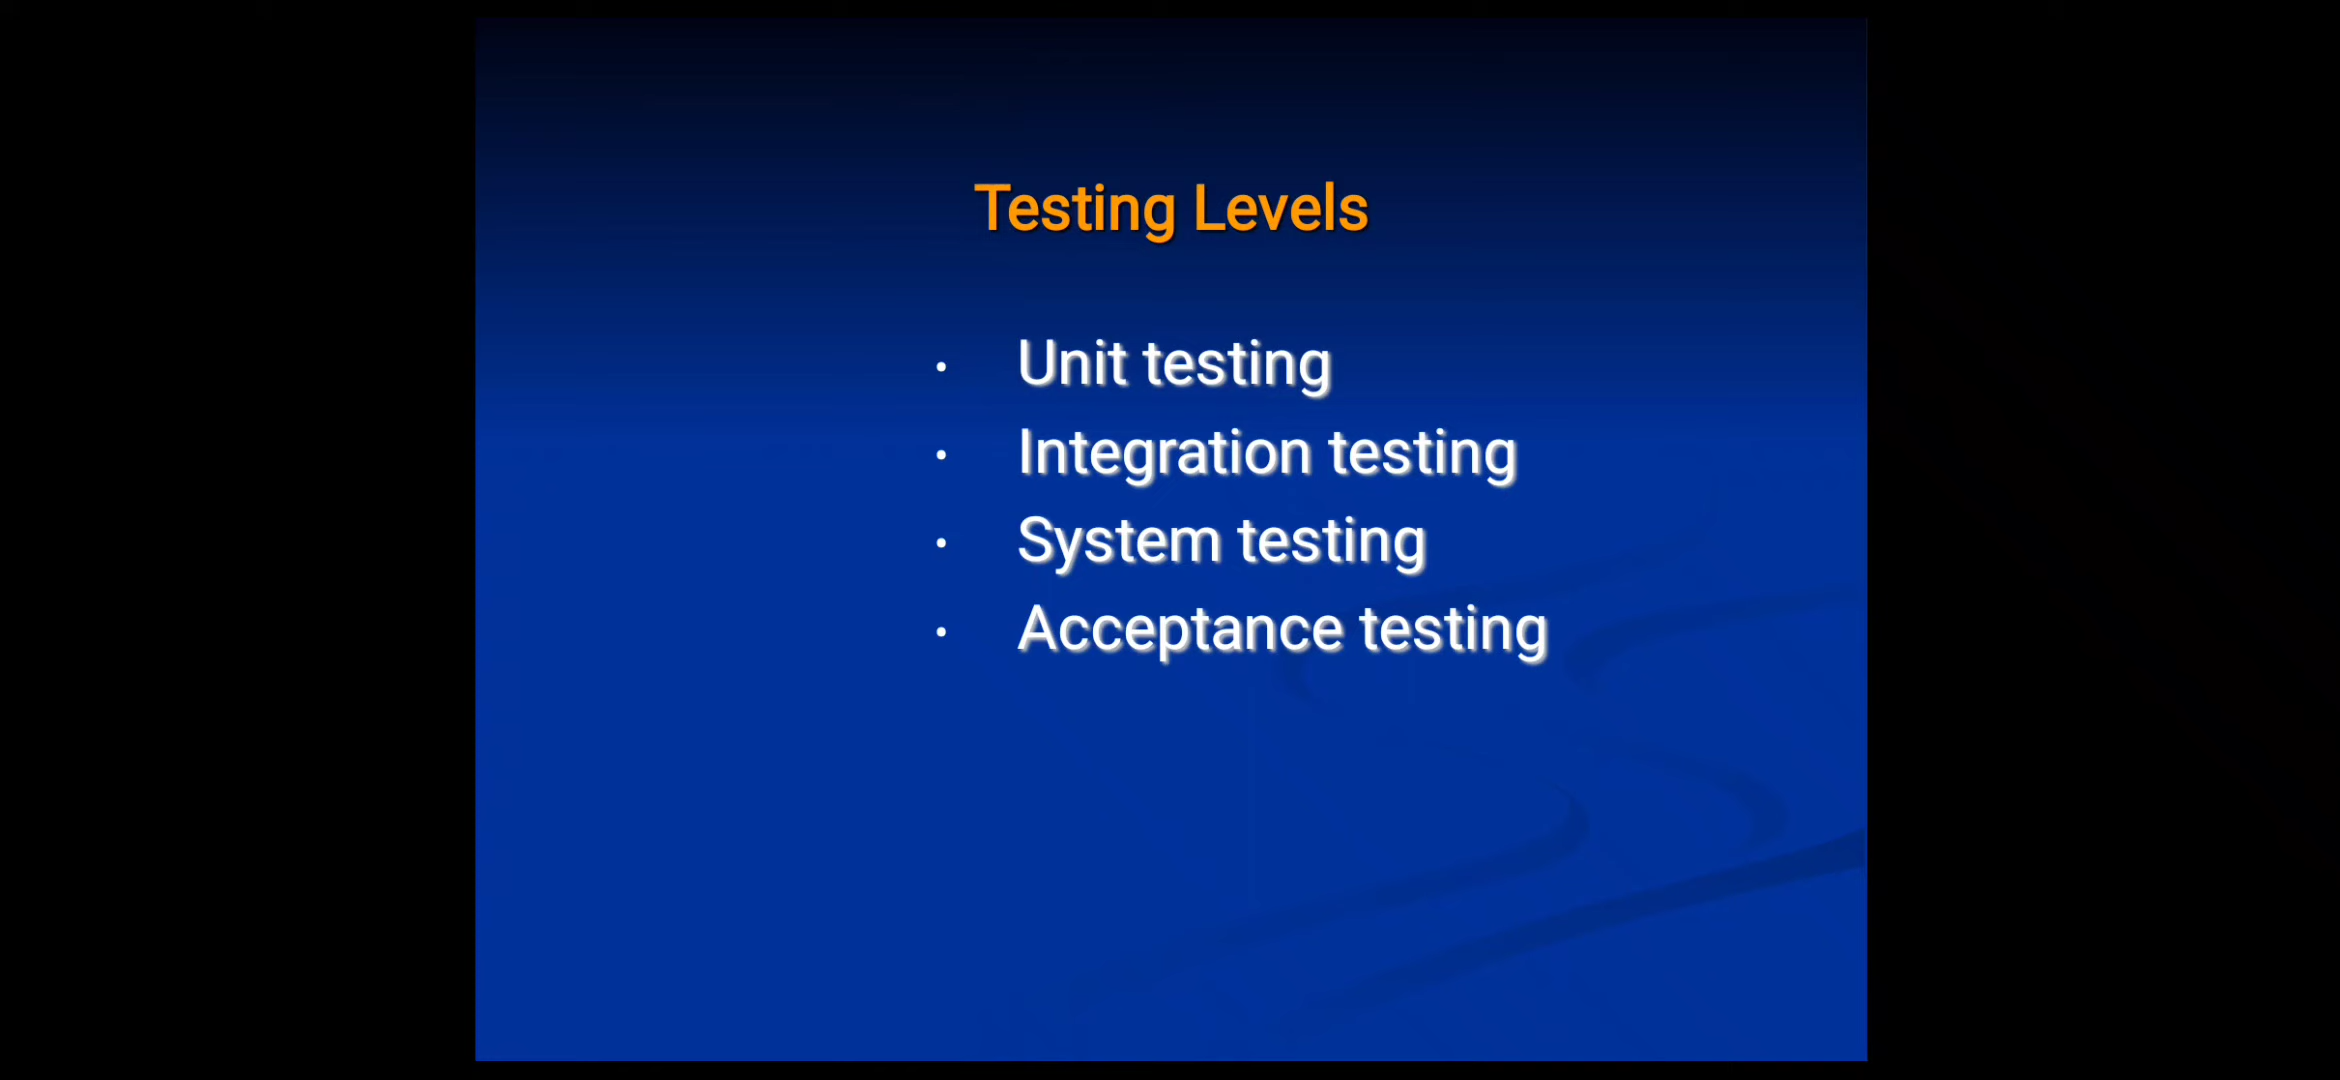 Testing Levels
• Unit testing
• Integration testing
• System testing
• Acceptance testing